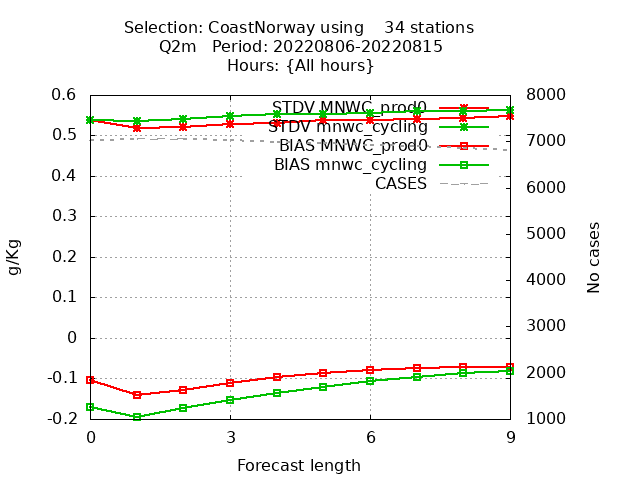 Selection: CoastNorway using    34 stations
Q2m   Period: 20220806-20220815
Hours: {All hours}
0.6
0.5
0.4
0.3
0.2
0.1
0
-0.1
-0.2
g/Kg
STDV MNWC_prod0
STDV mnwc_cycling
BIAS MNWC_prod0
BIAS mnwc_cycling
CASES
8000
7000
6000
5000
4000
3000
2000
1000
No cases
0
3
6
9
Forecast length